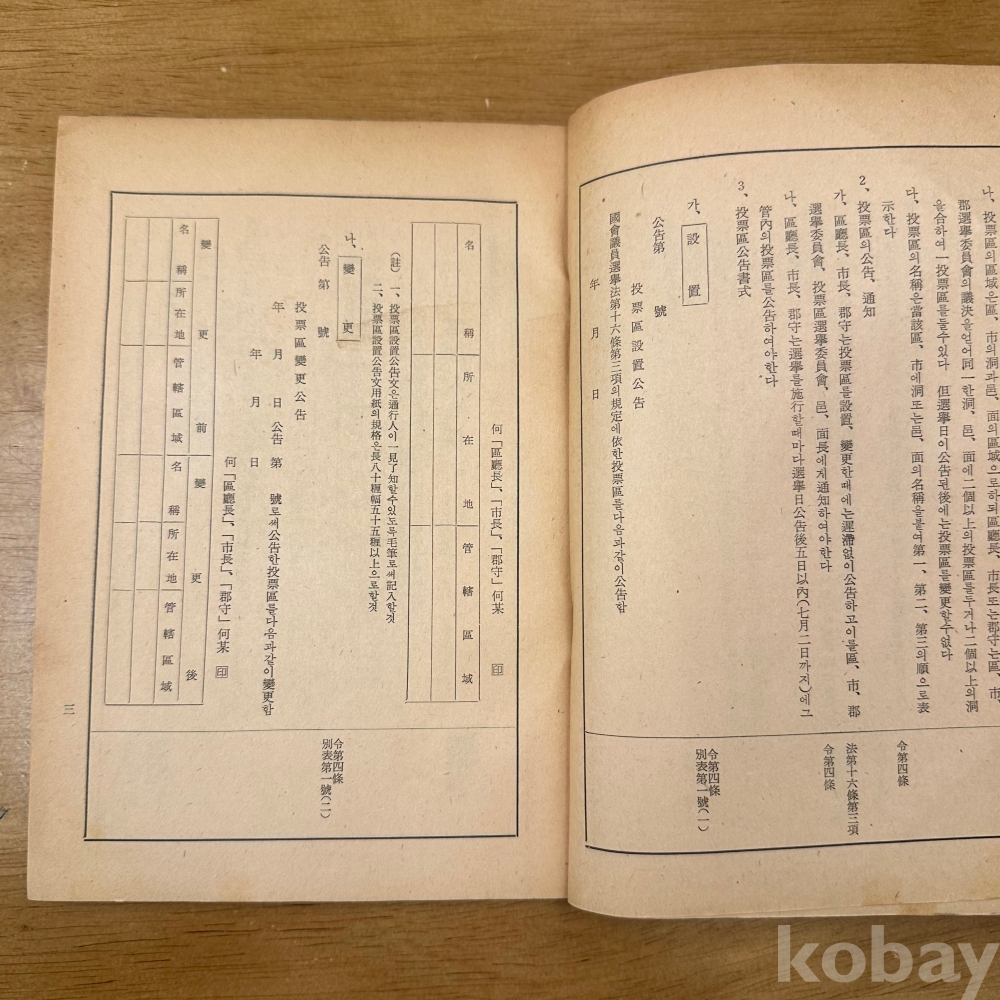 나、投票區의 區域은 區、市의 洞과 邑、面의 區域으로하되 區廳長、市長또는郡守는 區、市、
郡選擧委員會의 議決을얻어 同一한洞、邑、面에 二個以上의投票區를두거나 二個以上의洞
을合하여 一投票區를둘수있다 但選擧日이公告된後에는投票區를變更할수없다
다、投票區의名稱은當該區、市에洞또는邑、面의名稱을붙여第一、第二、第三의順으로表
示한다
令第四條
2、投票區의公告、通知
가、區廳長、市長、郡守는投票區를設置、變更한때에는遲滯없이公告하고이를區、市、郡
選擧委員會、投票區選擧委員會、邑、面長에게通知하여야한다
法第十六條第三項
令第四條
나、區廳長、市長、郡守는選擧를施行할때마다選擧日公告後五日以內(七月二日까지)에그
管內의投票區를公告하여야한다
3、投票區公告書式
가、設置
令第四條
別表第一號(一)
公告第 號
投票區設置公告
國會議員選擧法第十六條第三項의規定에依한投票區를다음과같이公告함
年 月 日
何「區廳長」、「市長」、「郡守」何某 印
名稱 所在地 管轄區域
(註) 一、投票區設置公告文은通行人이一見了知할수있도록毛筆로써記入할것
二、投票區設置公告文用紙의規格은長八十糎幅五十五糎以上으로할것
나、變更
令第四條
別表第一號(二)
公告第 號
投票區變更公告
年 月 日公告第 號로써公告한投票區를다음과같이變更함
年 月 日
何「區廳長」、「市長」、「郡守」何某 印
變更前 變更後
名稱 所在地 管轄區域 名稱 所在地 管轄區域
三
kobay